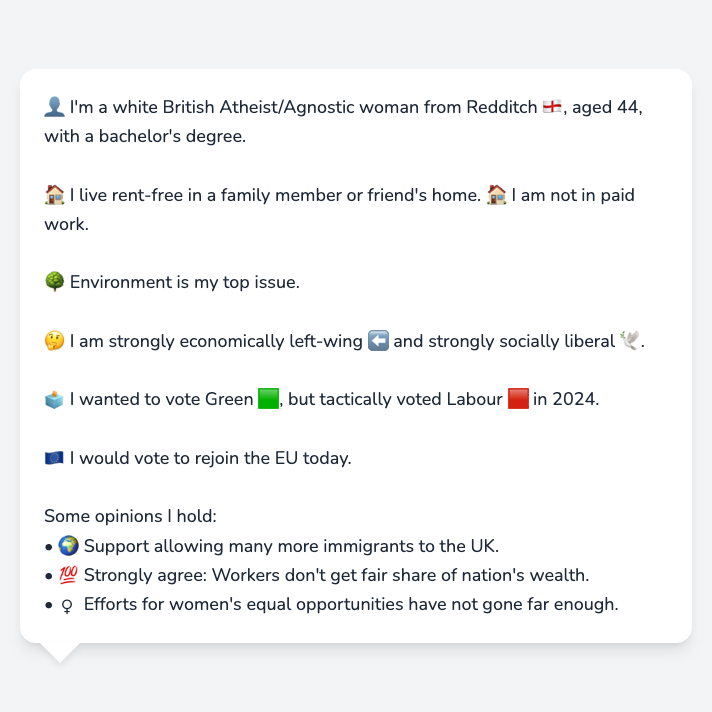 👤 I'm a white British Atheist/Agnostic woman from Redditch 🏴󠁧󠁢󠁥󠁮󠁧󠁿, aged 44,
with a bachelor's degree.
🏠 I live rent-free in a family member or friend's home. 🏠 I am not in paid
work.
🌳 Environment is my top issue.
🤔 I am strongly economically left-wing ⬅️ and strongly socially liberal 🕊️.
🗳️ I wanted to vote Green 🟩, but tactically voted Labour 🟥 in 2024.
🇪🇺 I would vote to rejoin the EU today.
Some opinions I hold:
• 🌍 Support allowing many more immigrants to the UK.
• 💯 Strongly agree: Workers don't get fair share of nation's wealth.
• ♀ Efforts for women's equal opportunities have not gone far enough.